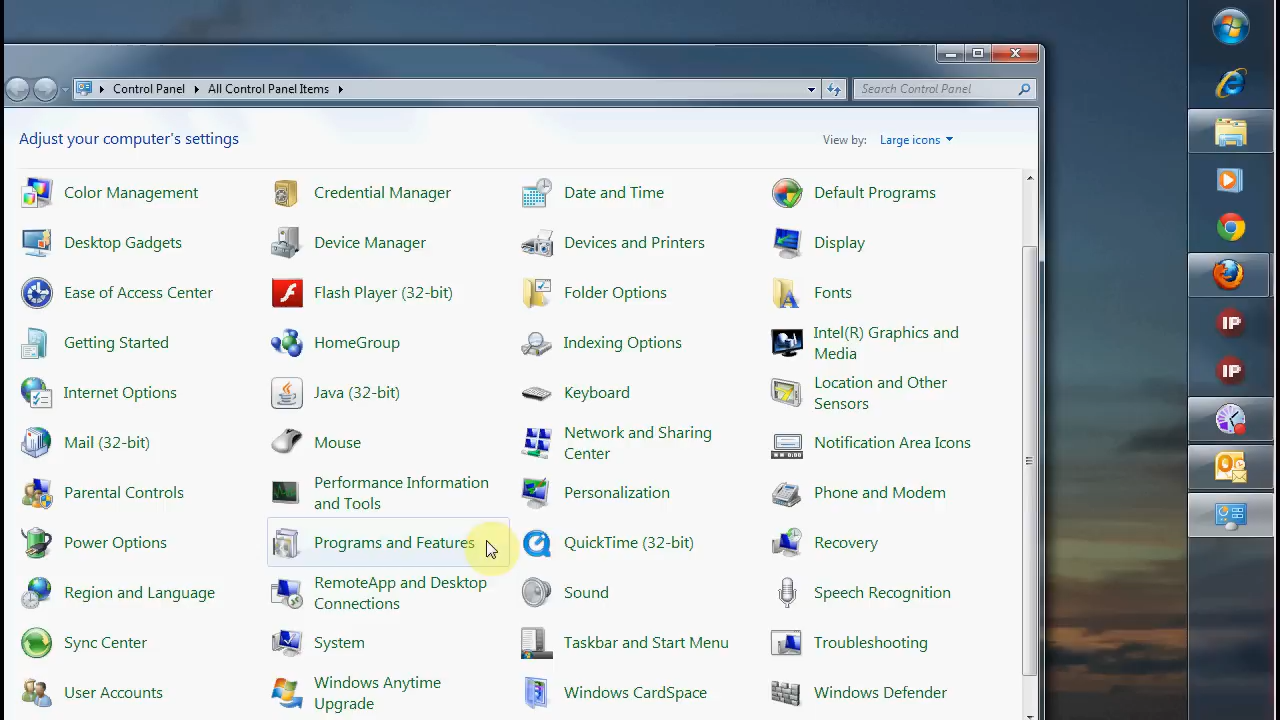 Control Panel
All Control Panel Items
Search Control Panel
Adjust your computer's settings
View by: Large icons
Color Management
Credential Manager
Date and Time
Default Programs
Desktop Gadgets
Device Manager
Devices and Printers
Display
Ease of Access Center
Flash Player (32-bit)
Folder Options
Fonts
Getting Started
HomeGroup
Indexing Options
Intel(R) Graphics and
Media
Internet Options
Java (32-bit)
Keyboard
Location and Other
Sensors
Mail (32-bit)
Mouse
Network and Sharing
Center
Notification Area Icons
Parental Controls
Performance Information
and Tools
Personalization
Phone and Modem
Power Options
Programs and Features
QuickTime (32-bit)
Recovery
Region and Language
RemoteApp and Desktop
Connections
Sound
Speech Recognition
Sync Center
System
Taskbar and Start Menu
Troubleshooting
User Accounts
Windows Anytime
Upgrade
Windows CardSpace
Windows Defender
IP
IP